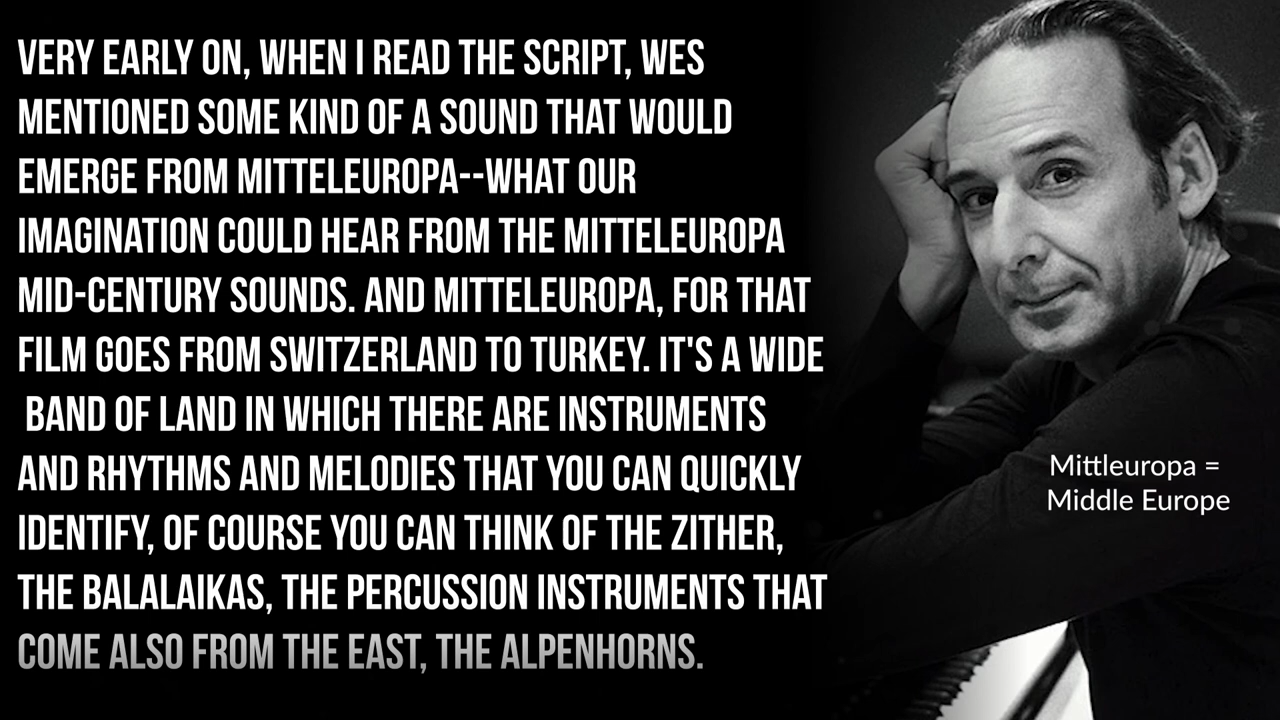 VERY EARLY ON, WHEN I READ THE SCRIPT, WES
MENTIONED SOME KIND OF A SOUND THAT WOULD
EMERGE FROM MITTELEUROPA--WHAT OUR
IMAGINATION COULD HEAR FROM THE MITTELEUROPA
MID-CENTURY SOUNDS. AND MITTELEUROPA, FOR THAT
FILM GOES FROM SWITZERLAND TO TURKEY. IT'S A WIDE
BAND OF LAND IN WHICH THERE ARE INSTRUMENTS
AND RHYTHMS AND MELODIES THAT YOU CAN QUICKLY
IDENTIFY, OF COURSE YOU CAN THINK OF THE ZITHER,
THE BALALAIKAS, THE PERCUSSION INSTRUMENTS THAT
COME ALSO FROM THE EAST, THE ALPENHORNS.
Mittleuropa =
Middle Europe